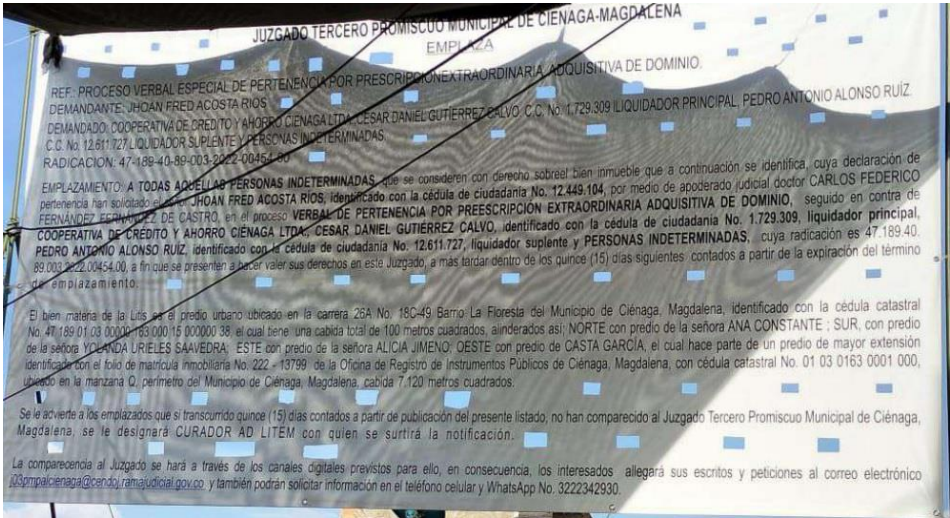 JUZGADO TERCERO PROMISCUO MUNICIPAL DE CIENAGA-MAGDALENA
EMPLAZA
REF.: PROCESO VERBAL ESPECIAL DE PERTENENCIA POR PRESCRIPCIONEXTRAORDINARIA ADQUISITIVA DE DOMINIO.
DEMANDANTE: JHOAN FRED ACOSTA RIOS
DEMANDADO: COOPERATIVA DE CREDITO Y AHORRO CIENAGA LTDA, CESAR DANIEL GUTIERREZ CALVO. C.C. No. 1.729.309 lLIQUIDADOR PRINCIPAL, PEDRO ANTONIO ALONSO RUÍZ.
C.C. No. 12.611.727 LIQUIDADOR SUPLENTE y PERSONAS INDETERMINADAS.
RADICACION: 47-189-40-89-003-2022-00454-00
EMPLAZAMIENTO: A TODAS AQUELLAS PERSONAS INDETERMINADAS, que se consideren con derecho sobreel bien inmueble que a continuación se identifica, cuya declaración de
pertenencia han solicitado el señor JHOAN FRED ACOSTA RÍOS, identificado con la cédula de ciudadanía No. 12.449.104, por medio de apoderado judicial doctor CARLOS FEDERICO
FERNÁNDEZ FERNÁNDEZ DE CASTRO, en el proceso VERBAL DE PERTENENCIA POR PREESCRIPCIÓN EXTRAORDINARIA ADQUISITIVA DE DOMINIO, seguido en contra de
COOPERATIVA DE CRÉDITO Y AHORRO CIÉNAGA LTDA, CESAR DANIEL GUTIÉRREZ CALVO, identificado con la cédula de ciudadanía No. 1.729.309, liquidador principal,
PEDRO ANTONIO ALONSO RUIZ, identificado con la cédula de ciudadanía No. 12.611.727, liquidador suplente y PERSONAS INDETERMINADAS, cuya radicación es 47.189.40.
89.003.2022.00454.00, a fin que se presenten a hacer valer sus derechos en este Juzgado, a más tardar dentro de los quince (15) días siguientes contados a partir de la expiración del término
de emplazamiento.
El bien materia de la Litis es el predio urbano ubicado en la carrera 26A No. 18C-49 Barrio La Floresta del Municipio de Ciénaga, Magdalena, identificado con la cédula catastral
No. 47 189 01 03 00000 163 000 15 000000 38, el cual tiene una cabida total de 100 metros cuadrados, alinderados así; NORTE con predio de la señora ANA CONSTANTE ; SUR, con predio
de la señora YOLANDA URIELES SAAVEDRA; ESTE con predio de la señora ALICIA JIMENO; OESTE con predio de CASTA GARCÍA, el cual hace parte de un predio de mayor extensión
identificada con el folio de matrícula inmobiliaria No. 222 - 13799 de la Oficina de Registro de Instrumentos Públicos de Ciénaga, Magdalena, con cédula catastral No. 01 03 0163 0001 000,
ubicado en la manzana Q, perímetro del Municipio de Ciénaga, Magdalena, cabida 7.120 metros cuadrados.
Se le advierte a los emplazados que si transcurrido quince (15) días contados a partir de publicación del presente listado, no han comparecido al Juzgado Tercero Promiscuo Municipal de Ciénaga,
Magdalena, se le designará CURADOR AD LITEM con quien se surtirá la notificación.
La comparecencia al Juzgado se hará a través de los canales digitales previstos para ello, en consecuencia, los interesados allegará sus escritos y peticiones al correo electrónico
j03pmpalcienaga@cendoj.ramajudicial.gov.co y también podrán solicitar información en el teléfono celular y WhatsApp No. 3222342930.